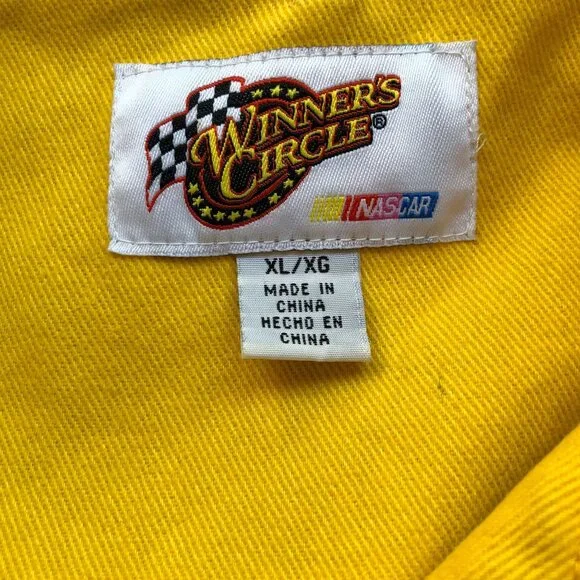 WINNER'S
CIRCLE®
NASCAR
XL/XG
MADE IN
CHINA
HECHO EN
CHINA